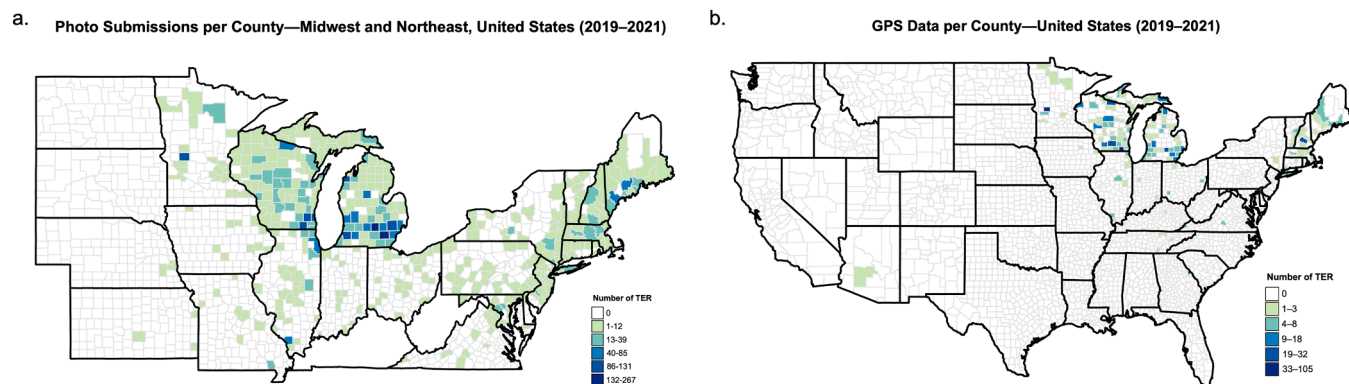 a.
Photo Submissions per County—Midwest and Northeast, United States (2019–2021)
Number of TER
0
1-12
13-39
40-85
86-131
132-267
b.
GPS Data per County—United States (2019–2021)
Number of TER
0
1–3
4–8
9–18
19–32
33–105